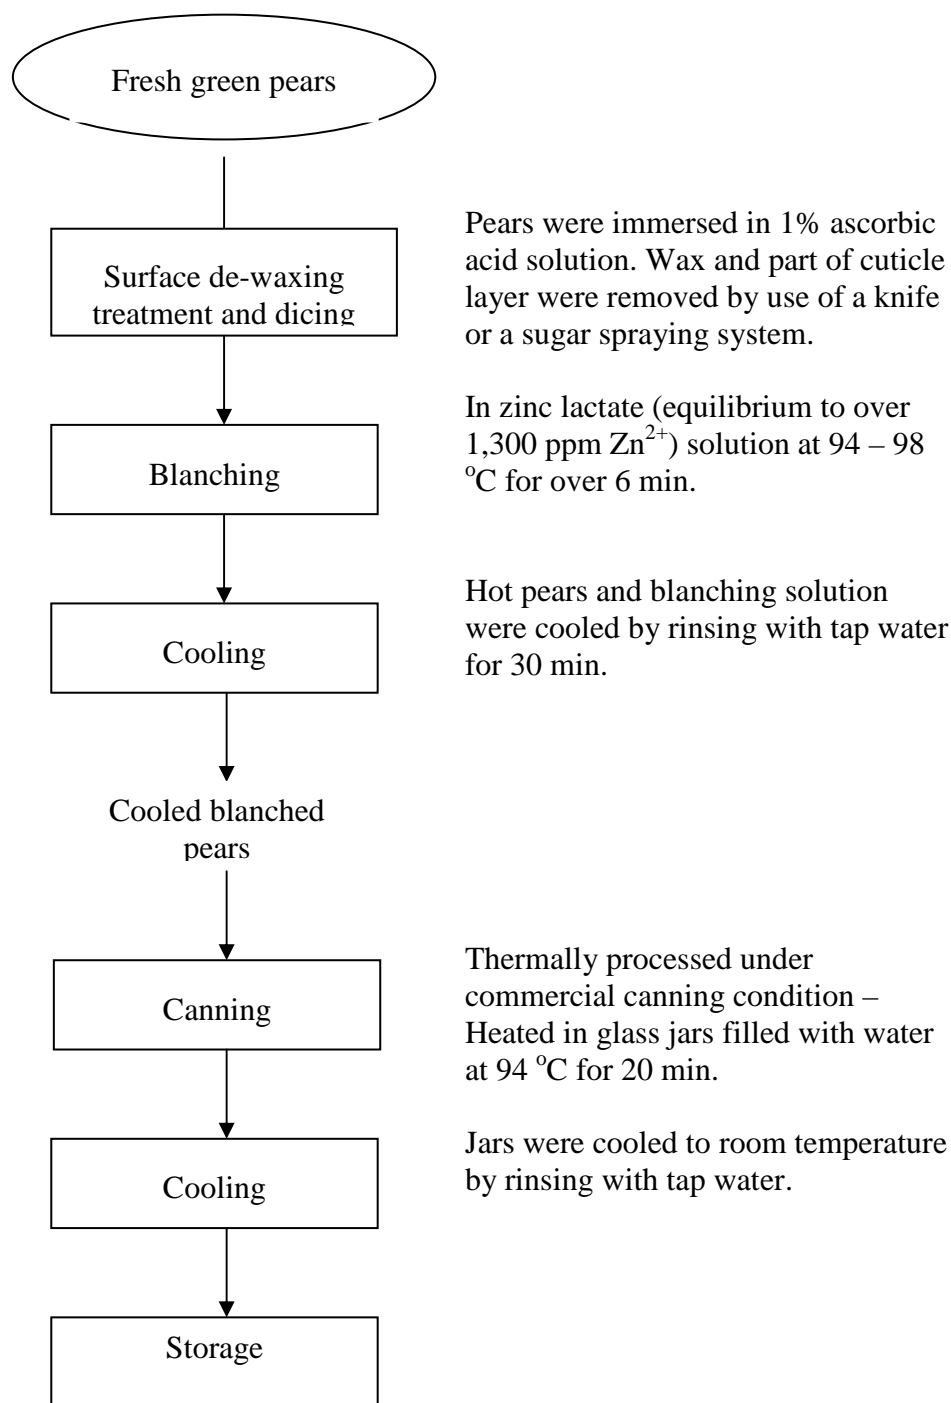 Fresh green pears
Surface de-waxing
treatment and dicing
Pears were immersed in 1% ascorbic
acid solution. Wax and part of cuticle
layer were removed by use of a knife
or a sugar spraying system.
Blanching
In zinc lactate (equilibrium to over
1,300 ppm Zn²⁺) solution at 94 – 98
ᵒC for over 6 min.
Cooling
Hot pears and blanching solution
were cooled by rinsing with tap water
for 30 min.
Cooled blanched
pears
Canning
Thermally processed under
commercial canning condition –
Heated in glass jars filled with water
at 94 ᵒC for 20 min.
Cooling
Jars were cooled to room temperature
by rinsing with tap water.
Storage